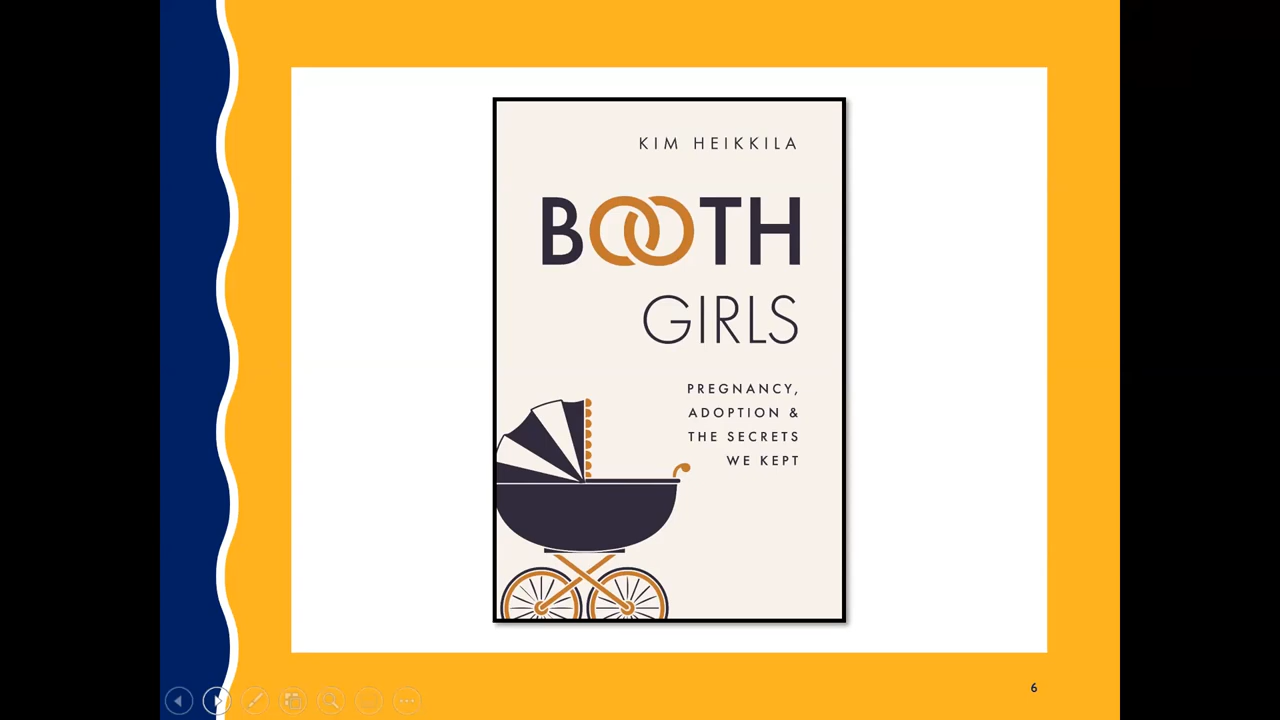 KIM HEIKKILA
BOOTH
GIRLS
PREGNANCY,
ADOPTION &
THE SECRETS
WE KEPT
6